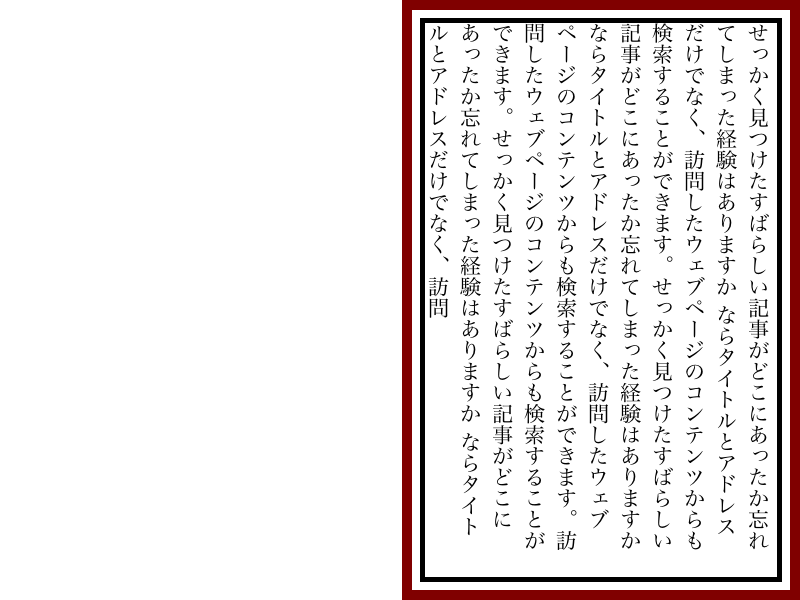 せっかく見つけたすばらしい記事がどこにあったか忘れ
てしまった経験はありますか ならタイトルとアドレス
だけでなく、訪問したウェブページのコンテンツからも
検索することができます。せっかく見つけたすばらしい
記事がどこにあったか忘れてしまった経験はありますか
ならタイトルとアドレスだけでなく、訪問したウェブ
ページのコンテンツからも検索することができます。訪
問したウェブページのコンテンツからも検索することが
できます。せっかく見つけたすばらしい記事がどこに
あったか忘れてしまった経験はありますか ならタイト
ルとアドレスだけでなく、訪問